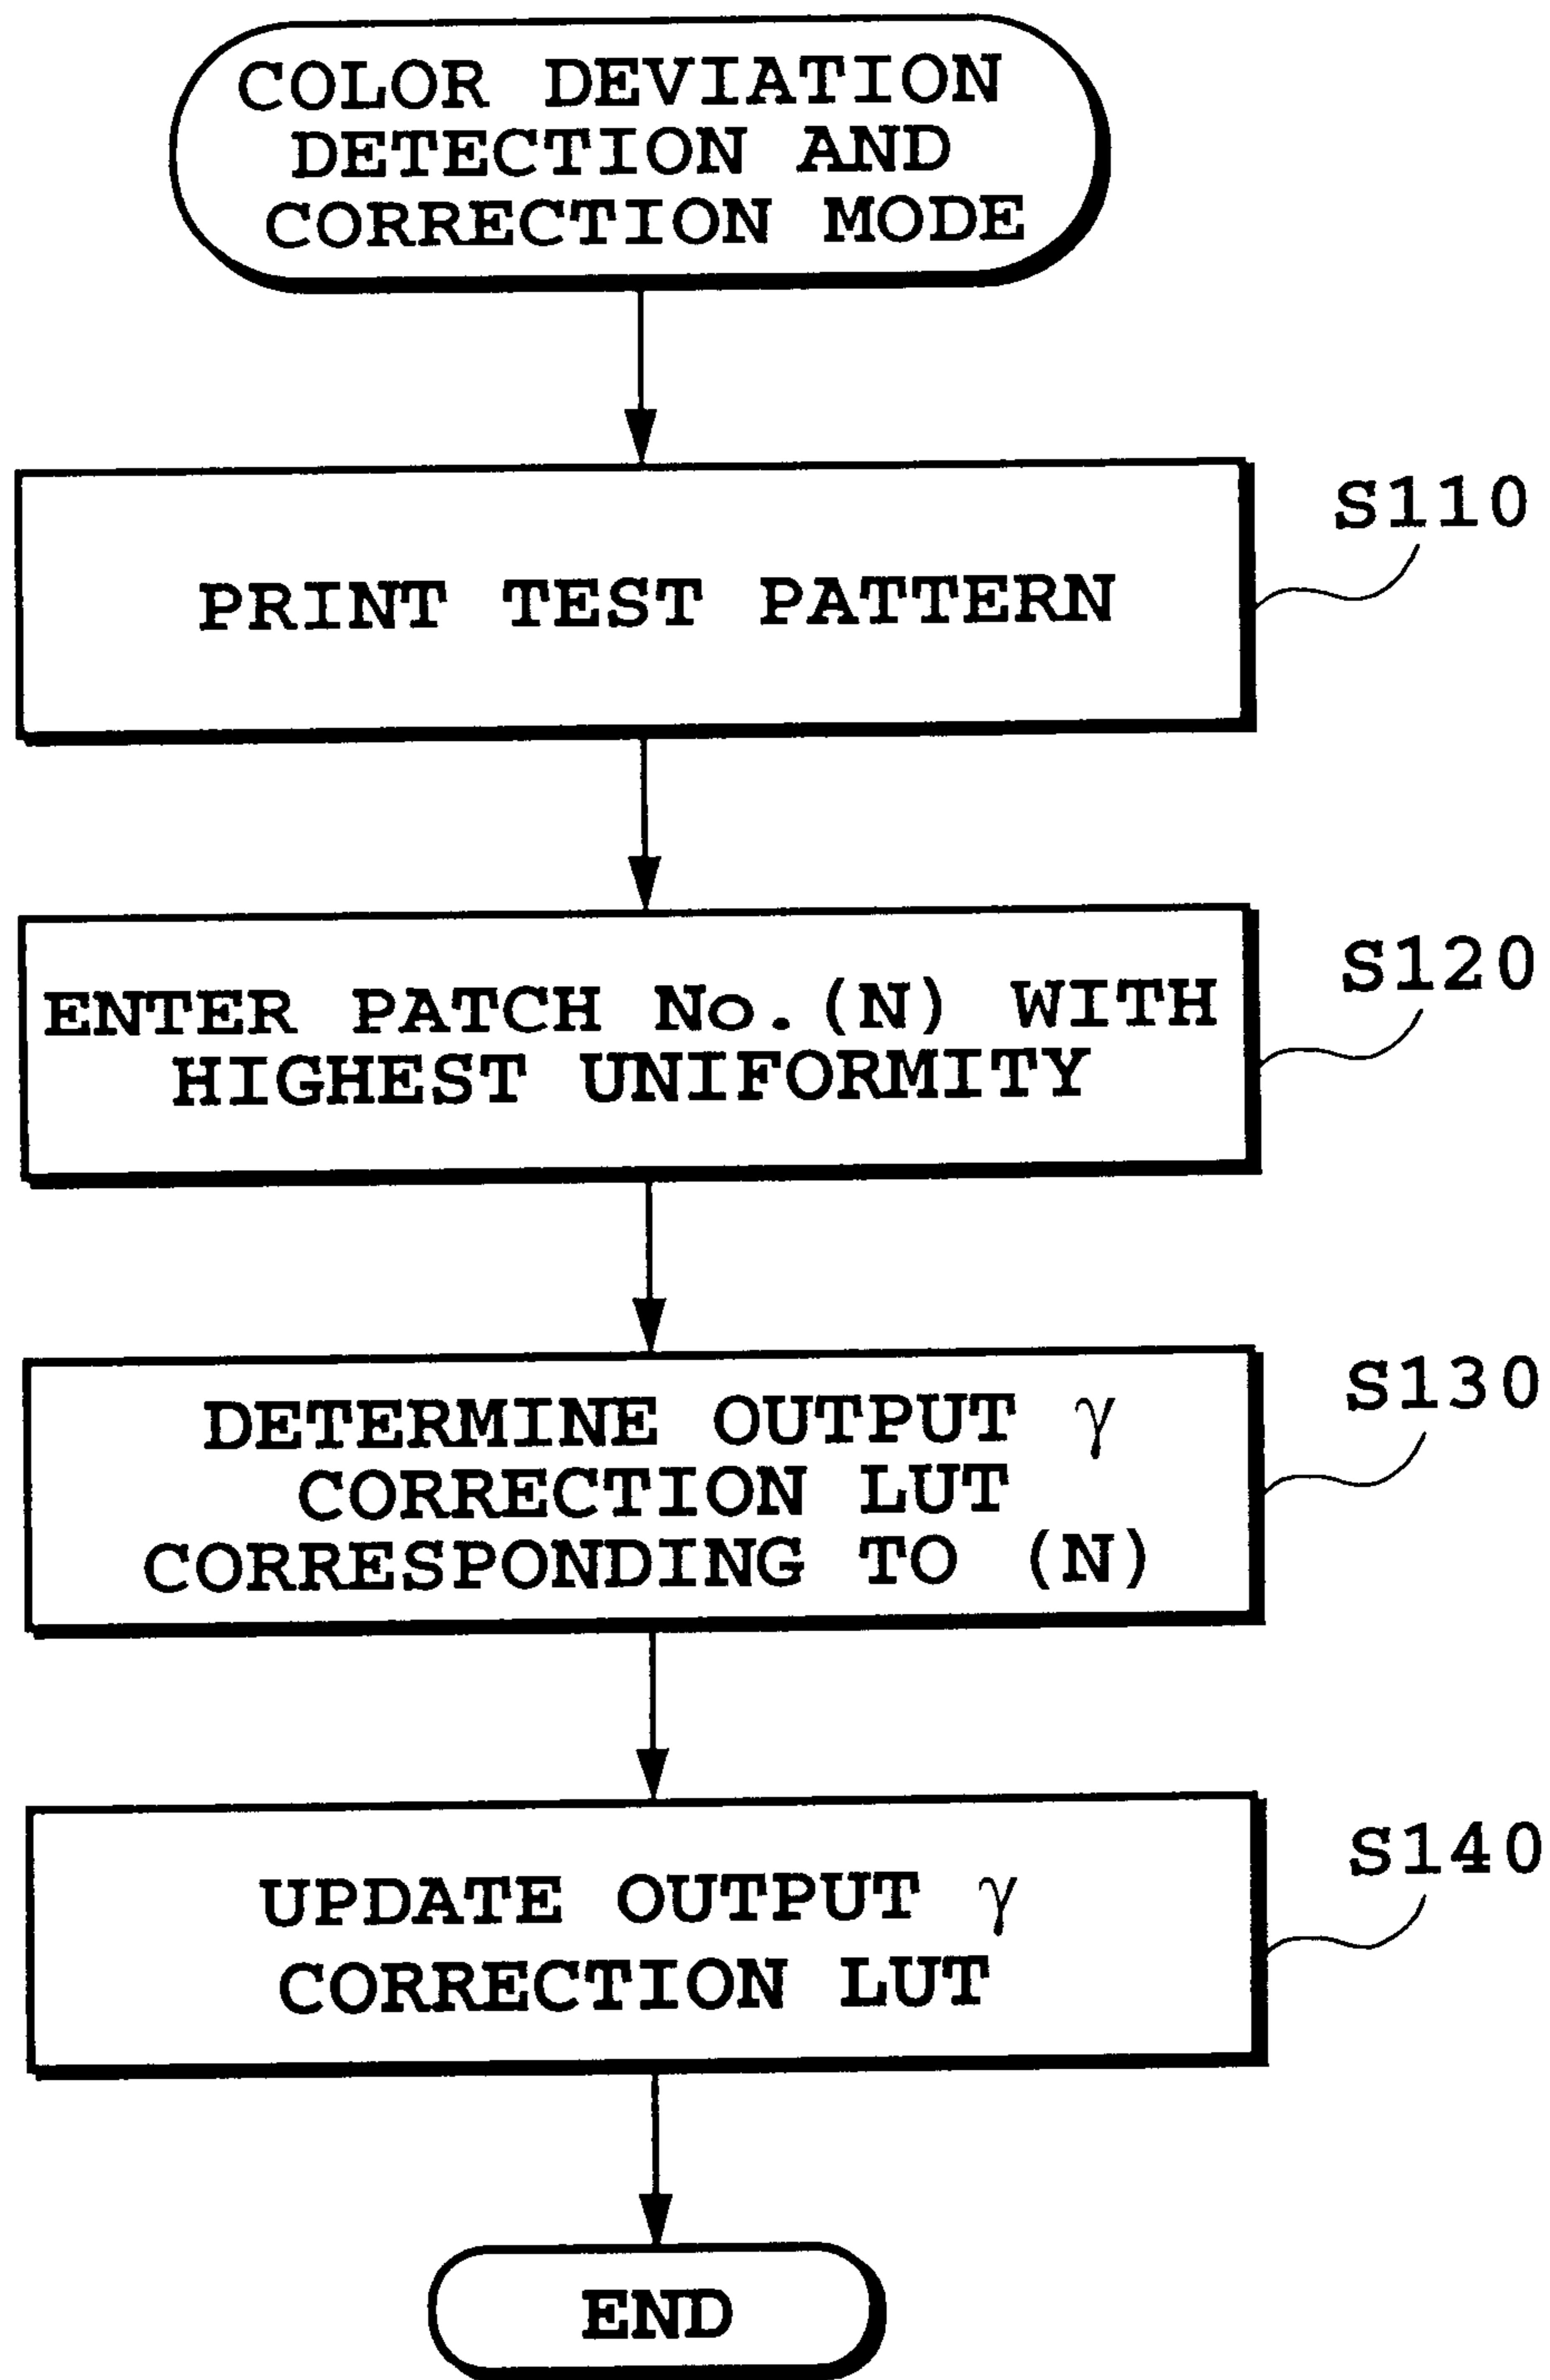 COLOR DEVIATION
DETECTION AND
CORRECTION MODE
S110
PRINT TEST PATTERN
S120
ENTER PATCH No.(N) WITH
HIGHEST UNIFORMITY
S130
DETERMINE OUTPUT γ
CORRECTION LUT
CORRESPONDING TO (N)
S140
UPDATE OUTPUT γ
CORRECTION LUT
END